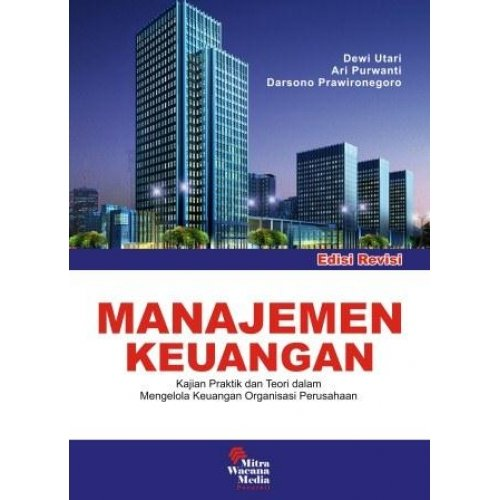 Dewi Utari
Ari Purwanti
Darsono Prawironegoro
Edisi Revisi
MANAJEMEN
KEUANGAN
Kajian Praktik dan Teori dalam
Mengelola Keuangan Organisasi Perusahaan
Mitra
Wacana
Media
Penerbit